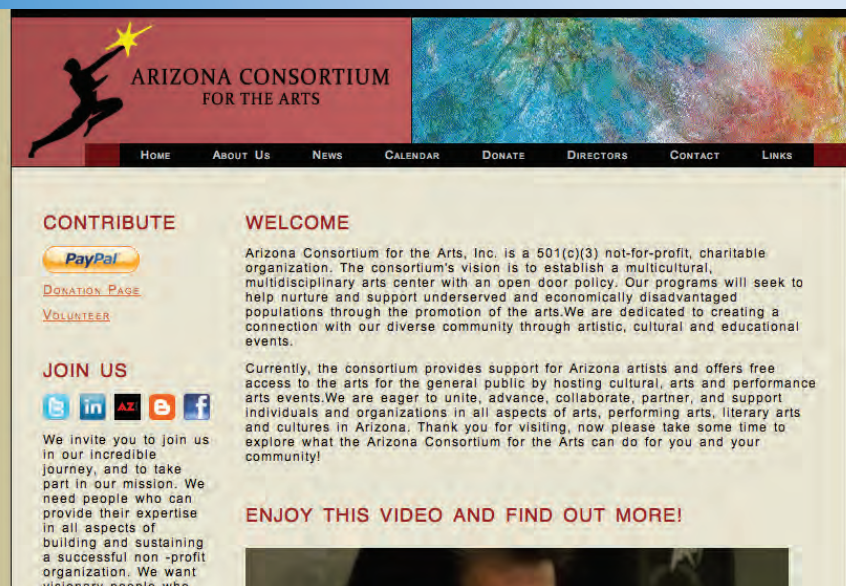 ARIZONA CONSORTIUM
FOR THE ARTS
HOME ABOUT US NEWS CALENDAR DONATE DIRECTORS CONTACT LINKS
CONTRIBUTE
PayPal
DONATION PAGE
VOLUNTEER
JOIN US
in AZ f
We invite you to join us
in our incredible
journey, and to take
part in our mission. We
need people who can
provide their expertise
in all aspects of
building and sustaining
a successful non -profit
organization. We want
visionary people who
WELCOME
Arizona Consortium for the Arts, Inc. is a 501(c)(3) not-for-profit, charitable
organization. The consortium's vision is to establish a multicultural,
multidisciplinary arts center with an open door policy. Our programs will seek to
help nurture and support underserved and economically disadvantaged
populations through the promotion of the arts.We are dedicated to creating a
connection with our diverse community through artistic, cultural and educational
events.
Currently, the consortium provides support for Arizona artists and offers free
access to the arts for the general public by hosting cultural, arts and performance
arts events.We are eager to unite, advance, collaborate, partner, and support
individuals and organizations in all aspects of arts, performing arts, literary arts
and cultures in Arizona. Thank you for visiting, now please take some time to
explore what the Arizona Consortium for the Arts can do for you and your
community!
ENJOY THIS VIDEO AND FIND OUT MORE!